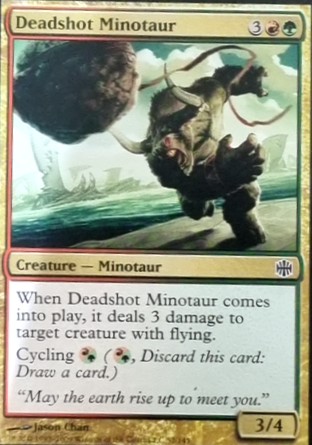 Deadshot Minotaur 3
Creature — Minotaur
When Deadshot Minotaur comes
into play, it deals 3 damage to
target creature with flying.
Cycling ( , Discard this card:
Draw a card.)
"May the earth rise up to meet you."
Jason Chan
3/4